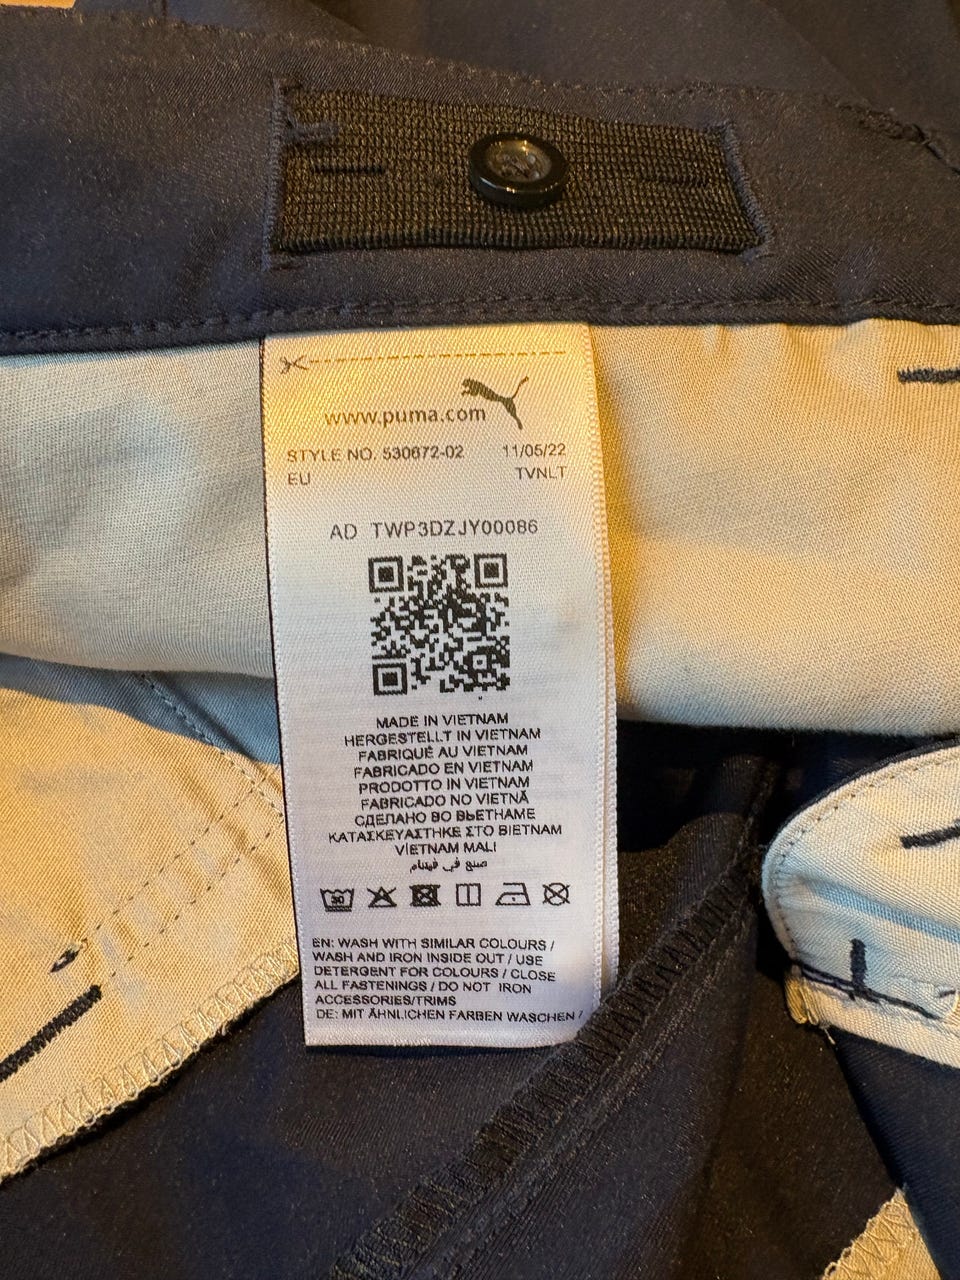 www.puma.com
STYLE NO. 530672-02 11/05/22
EU TVNLT
AD TWP3DZJY00086
MADE IN VIETNAM
HERGESTELLT IN VIETNAM
FABRIQUÉ AU VIETNAM
FABRICADO EN VIETNAM
PRODOTTO IN VIETNAM
FABRICADO NO VIETNÃ
СДЕЛАНО ВО ВЬЕТНАМЕ
ΚΑΤΑΣΚΕΥΑΣΤΗΚΕ ΣΤΟ ΒΙΕΤΝΑΜ
VİETNAM MALI
صنع في فيتنام
30
EN: WASH WITH SIMILAR COLOURS /
WASH AND IRON INSIDE OUT / USE
DETERGENT FOR COLOURS / CLOSE
ALL FASTENINGS / DO NOT IRON
ACCESSORIES/TRIMS
DE: MIT ÄHNLICHEN FARBEN WASCHEN /